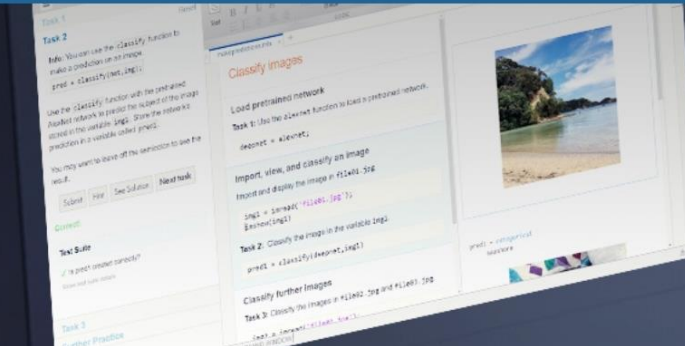 Task 1
Task 2
Info: You can use the classify function to
make a prediction on an image.
pred = classify(net,img);
Use the classify function with the pretrained
AlexNet network to predict the subject of the image
stored in the variable img1. Store the network's
prediction in a variable called pred1.
You may want to leave off the semicolon to see the
result.
Submit Hint See Solution Next task
Correct!
Test Suite
Is pred1 created correctly?
Task 3
Further Practice
Text
Classify images
Load pretrained network
Task 1: Use the alexnet function to load a pretrained network.
deepnet = alexnet;
Import, view, and classify an image
Import and display the image in file01.jpg
img1 = imread('file01.jpg');
imshow(img1)
Task 2: Classify the image in the variable img1
pred1 = classify(deepnet,img1)
Classify further images
Task 3: Classify the images in file02.jpg and file03.jpg
pred1 = categorical
seashore